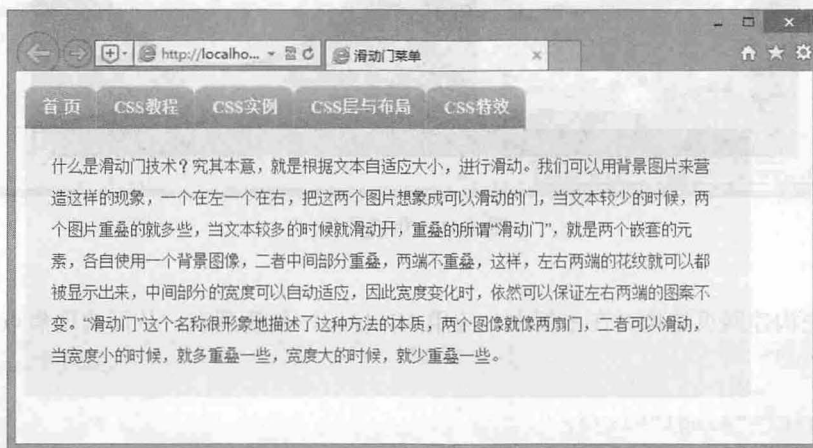 http://localho...
滑动门菜单
首 页 CSS教程 CSS实例 CSS层与布局 CSS特效
什么是滑动门技术？究其本意，就是根据文本自适应大小，进行滑动。我们可以用背景图片来营
造这样的现象，一个在左一个在右，把这两个图片想象成可以滑动的门，当文本较少的时候，两
个图片重叠的就多些，当文本较多的时候就滑动开，重叠的所谓“滑动门”，就是两个嵌套的元
素，各自使用一个背景图像，二者中间部分重叠，两端不重叠，这样，左右两端的花纹就可以都
被显示出来，中间部分的宽度可以自动适应，因此宽度变化时，依然可以保证左右两端的图案不
变。“滑动门”这个名称很形象地描述了这种方法的本质，两个图像就像两扇门，二者可以滑动，
当宽度小的时候，就多重叠一些，宽度大的时候，就少重叠一些。